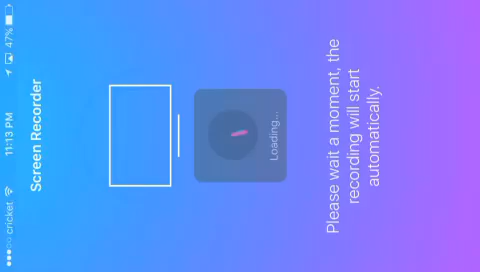 cricket 11:13 PM 47%
Screen Recorder
Loading...
Please wait a moment, the
recording will start
automatically.